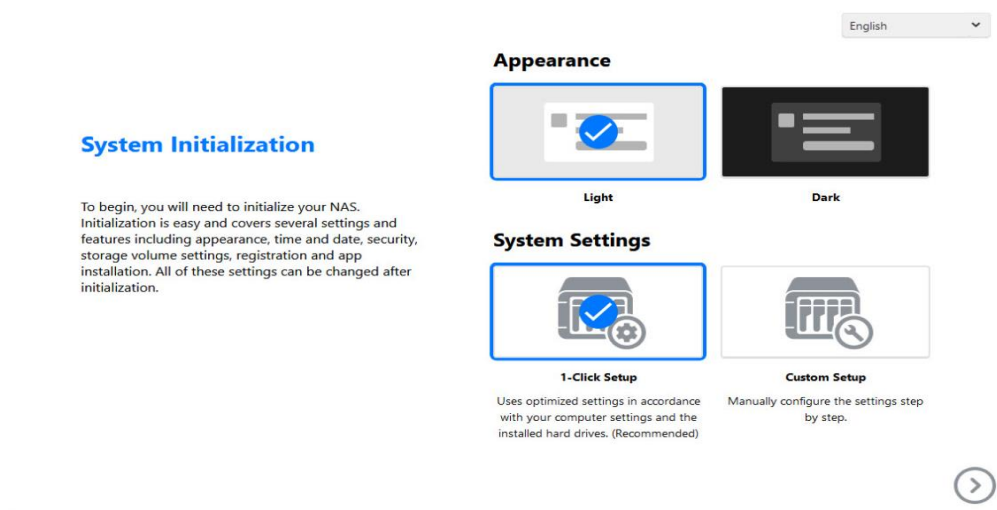 English
Appearance
Light
Dark
System Initialization
To begin, you will need to initialize your NAS.
Initialization is easy and covers several settings and
features including appearance, time and date, security,
storage volume settings, registration and app
installation. All of these settings can be changed after
initialization.
System Settings
1-Click Setup
Uses optimized settings in accordance
with your computer settings and the
installed hard drives. (Recommended)
Custom Setup
Manually configure the settings step
by step.